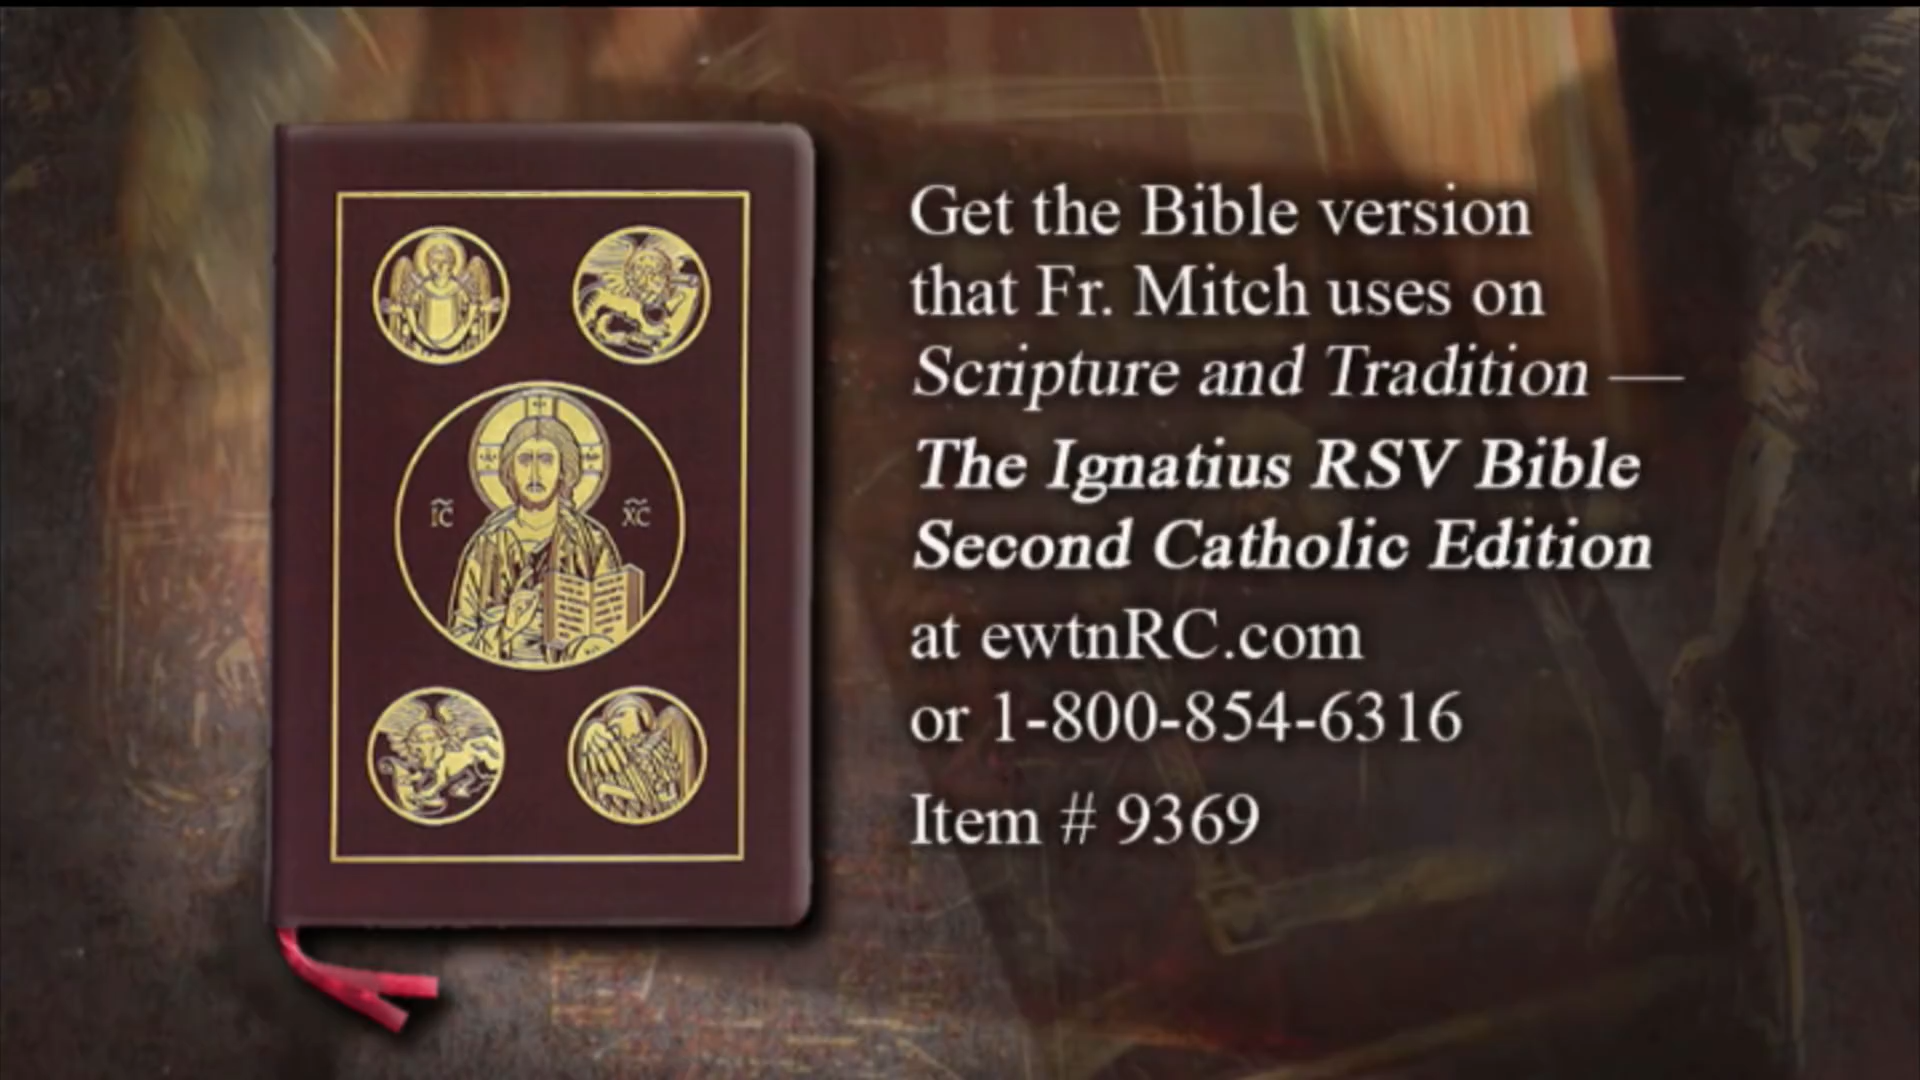 Get the Bible version
that Fr. Mitch uses on
Scripture and Tradition —
The Ignatius RSV Bible
Second Catholic Edition
at ewtnRC.com
or 1-800-854-6316
Item # 9369
IC XC